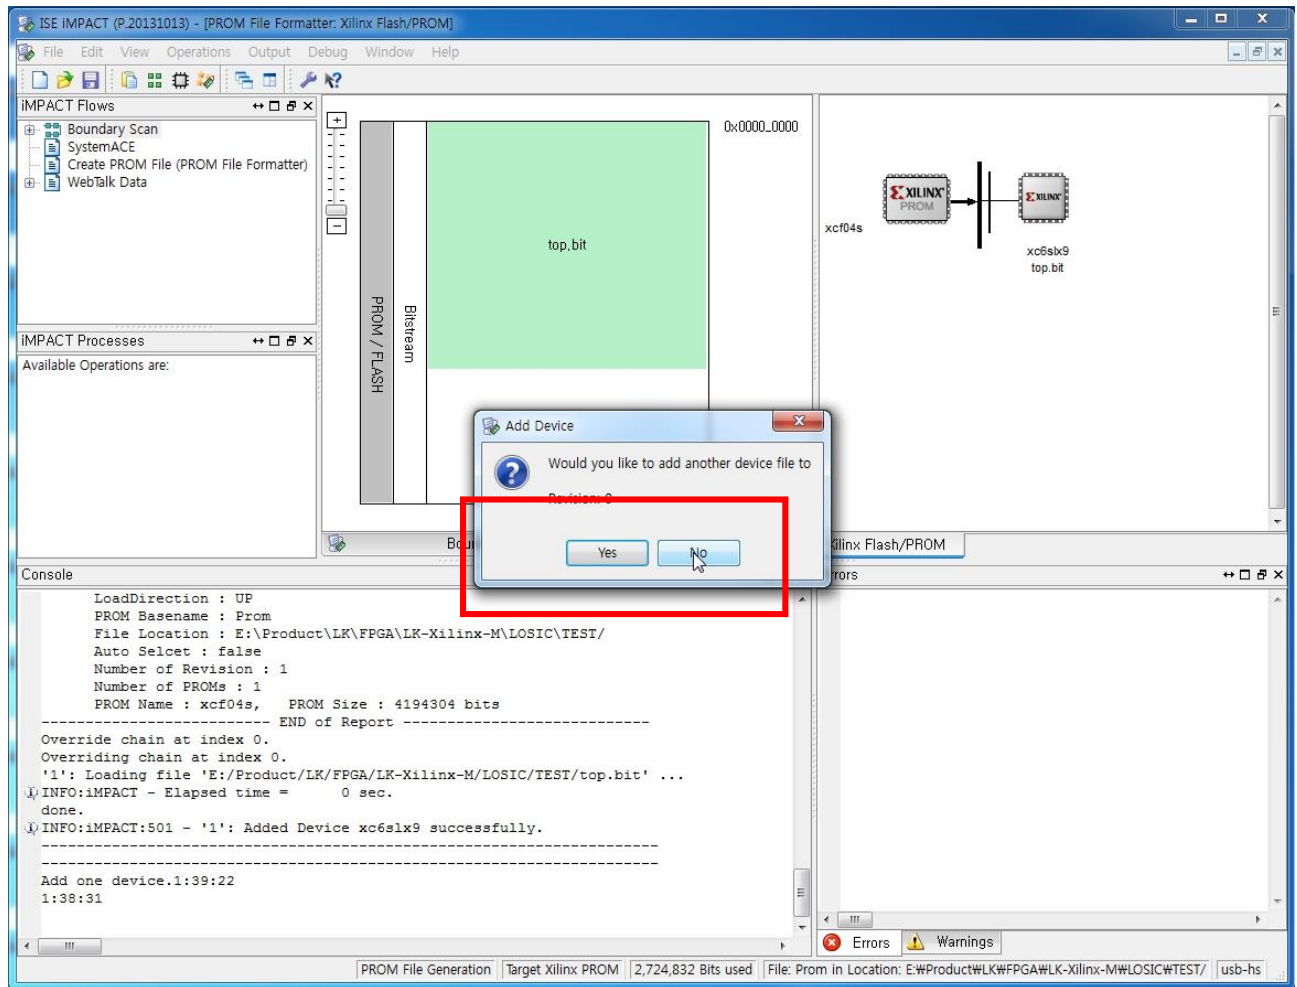 ISE iMPACT (P.20131013) - [PROM File Formatter: Xilinx Flash/PROM]
File Edit View Operations Output Debug Window Help
iMPACT Flows
Boundary Scan
SystemACE
Create PROM File (PROM File Formatter)
WebTalk Data
iMPACT Processes
Available Operations are:
PROM / FLASH
Bitstream
top.bit
0x0000_0000
XILINX
PROM
xcf04s
XILINX
xc6slx9
top.bit
Add Device
Would you like to add another device file to
Revision: 0
Yes No
Xilinx Flash/PROM
Console
LoadDirection : UP
PROM Basename : Prom
File Location : E:\Product\LK\FPGA\LK-Xilinx-M\LOSIC\TEST/
Auto Selcet : false
Number of Revision : 1
Number of PROMs : 1
PROM Name : xcf04s, PROM Size : 4194304 bits
-------------------------- END of Report ----------------------------
Override chain at index 0.
Overriding chain at index 0.
'1': Loading file 'E:/Product/LK/FPGA/LK-Xilinx-M/LOSIC/TEST/top.bit' ...
INFO:iMPACT - Elapsed time = 0 sec.
done.
INFO:iMPACT:501 - '1': Added Device xc6slx9 successfully.
----------------------------------------------------------------------
----------------------------------------------------------------------
Add one device.1:39:22
1:38:31
Errors Warnings
PROM File Generation Target Xilinx PROM 2,724,832 Bits used File: Prom in Location: E:₩Product₩LK₩FPGA₩LK-Xilinx-M₩LOSIC₩TEST/ usb-hs